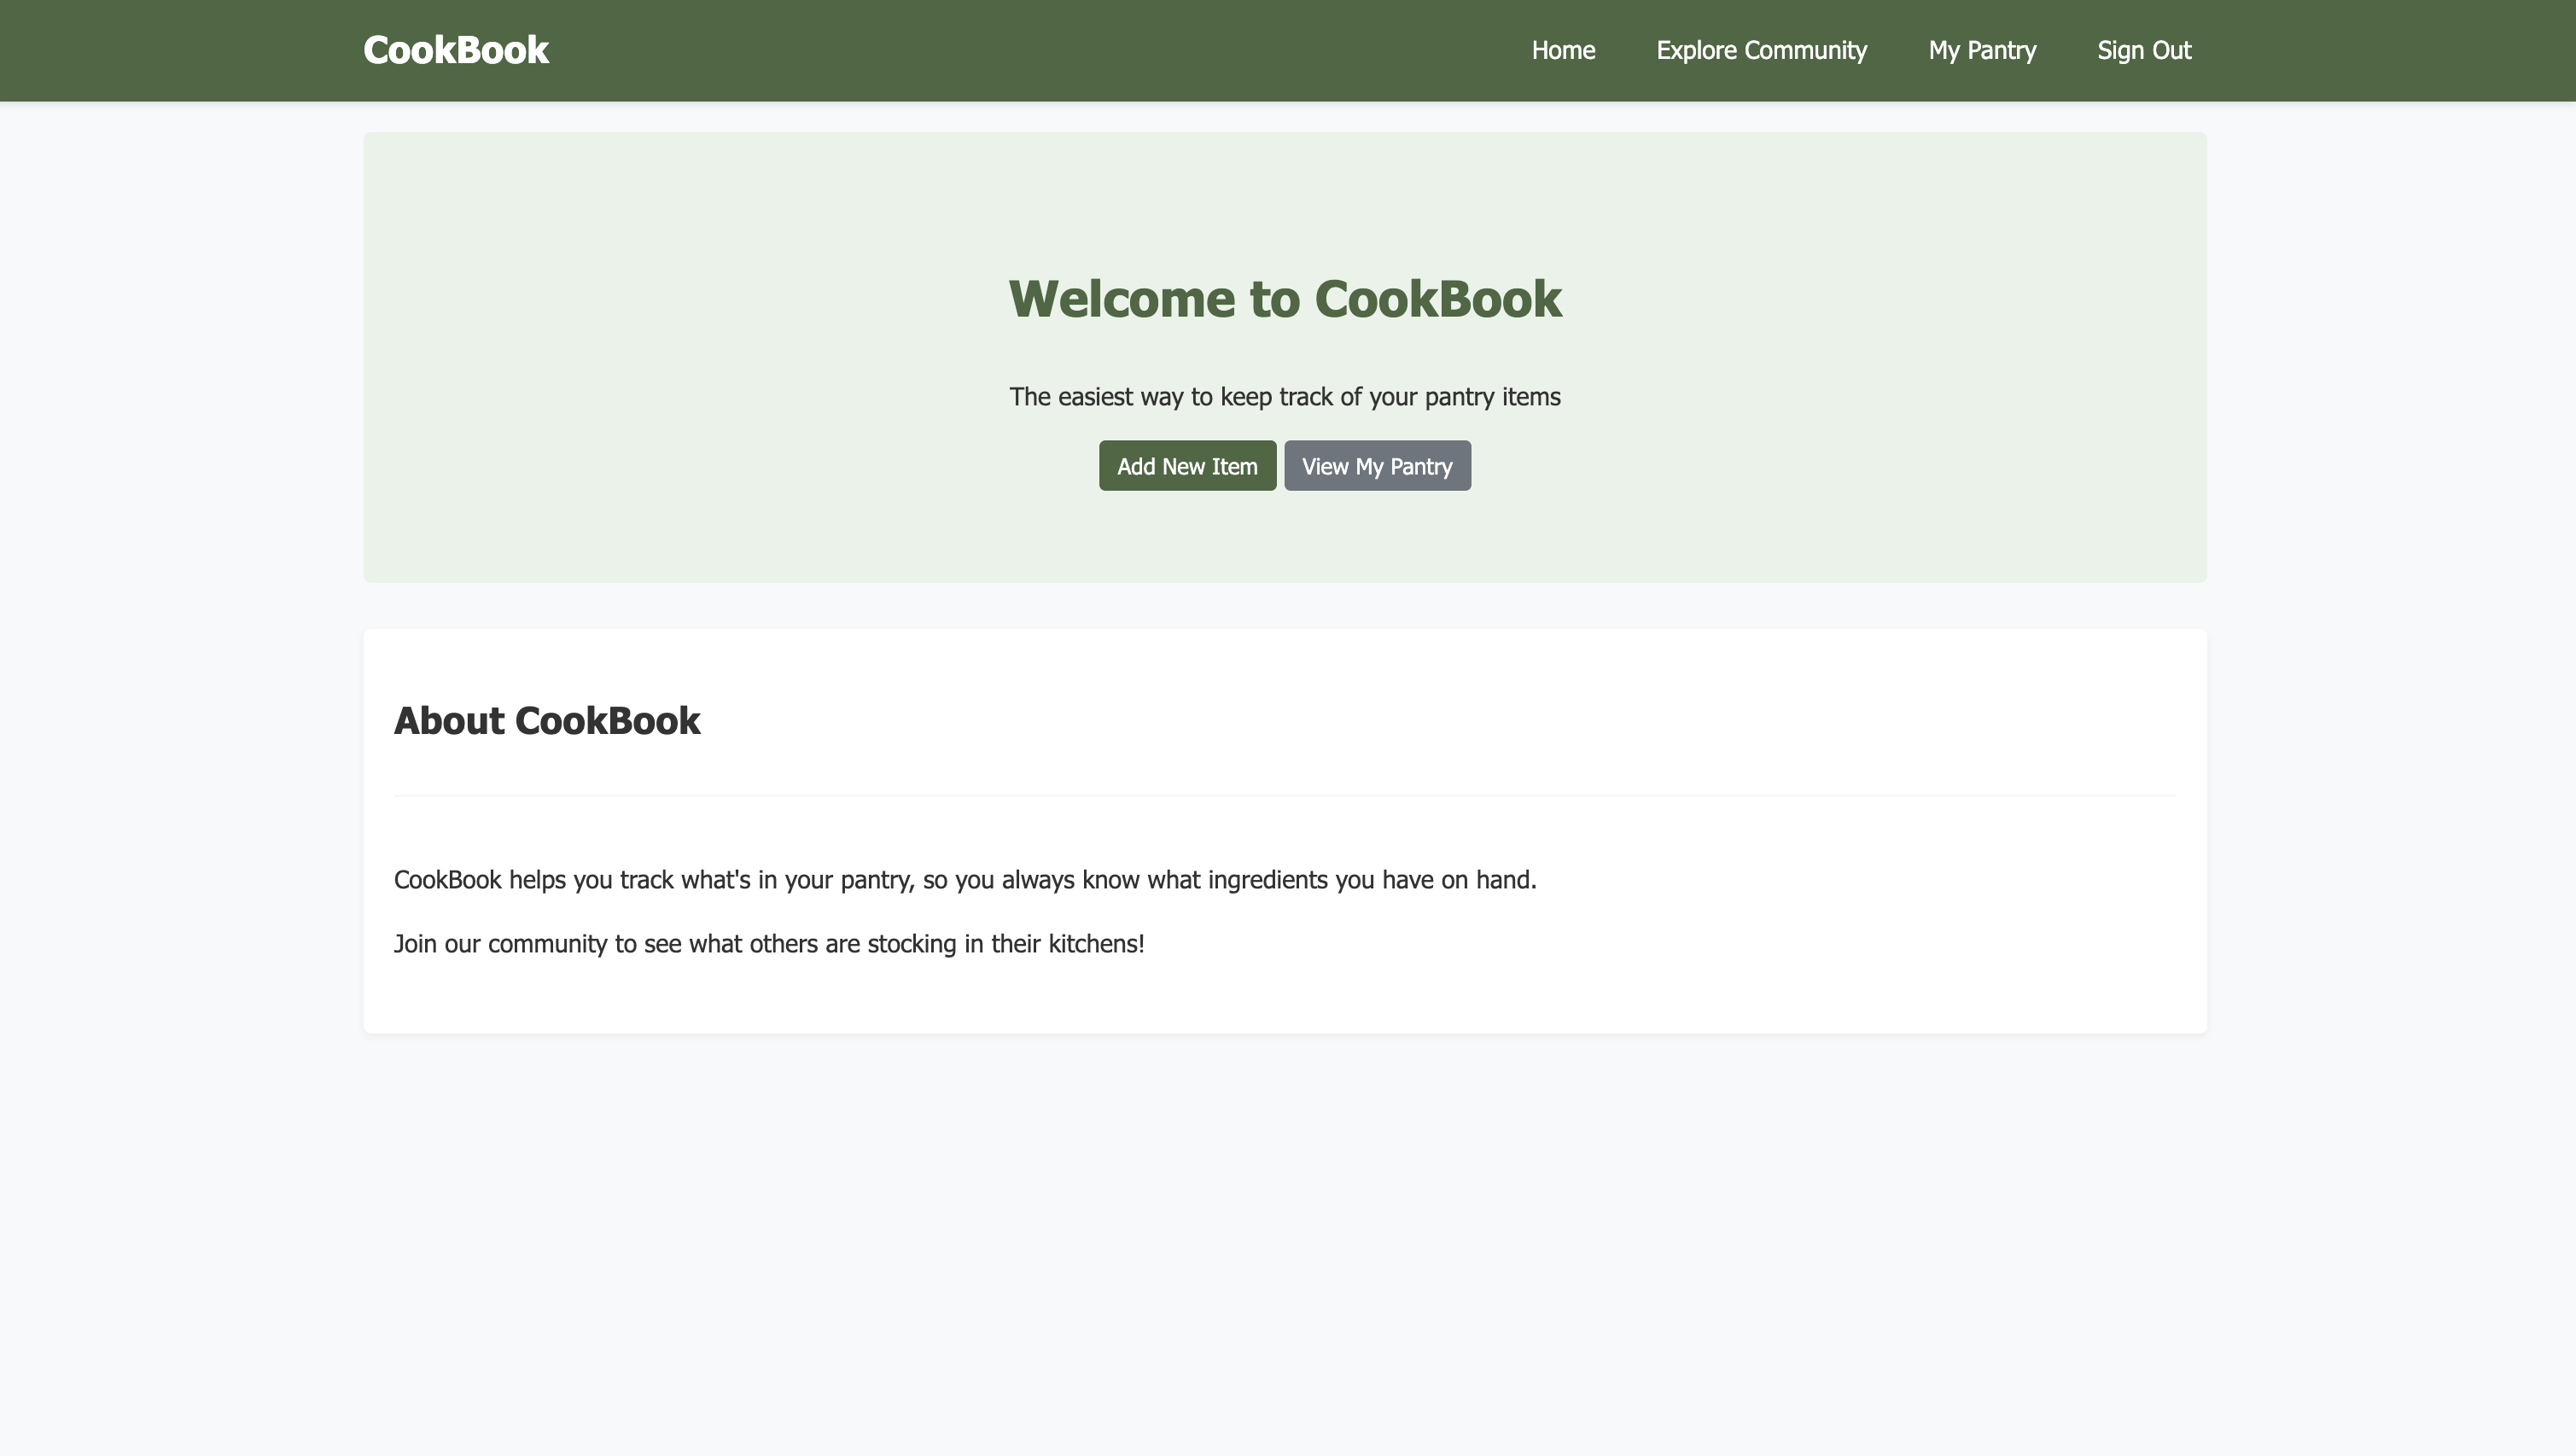 CookBook
Home Explore Community My Pantry Sign Out
Welcome to CookBook
The easiest way to keep track of your pantry items
Add New Item View My Pantry
About CookBook
CookBook helps you track what's in your pantry, so you always know what ingredients you have on hand.
Join our community to see what others are stocking in their kitchens!